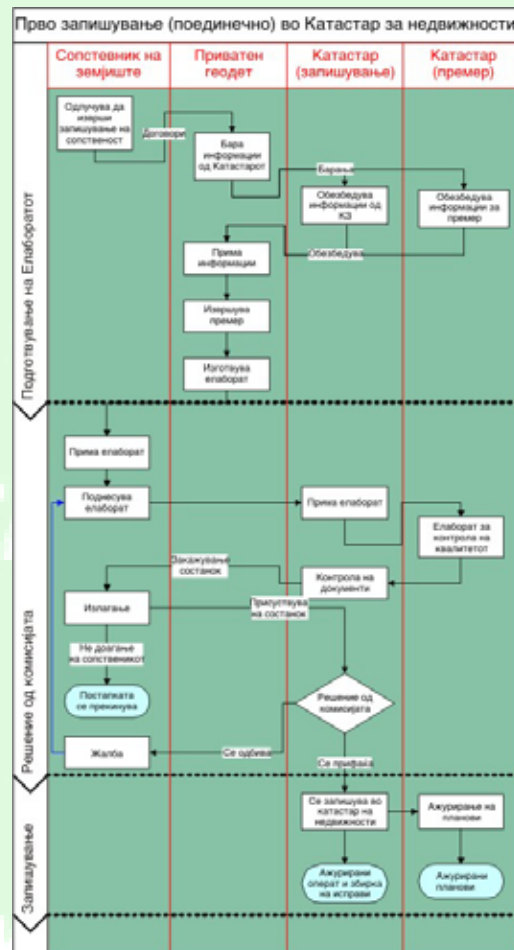 Прво запишување (поединечно) во Катастар за недвижности
Сопственик на
земјиште
Приватен
геодет
Катастар
(запишување)
Катастар
(премер)
Подготвување на Елаборатот
Одлучува да
изврши
запишување на
сопственост
Договори
Бара
информации
од Катастарот
Барања
Обезбедува
информации од
КЗ
Обезбедува
информации за
премер
Обезбедува
Прима
информации
Извршува
премер
Изготвува
елаборат
Решение од комисијата
Прима елаборат
Поднесува
елаборат
Прима елаборат
Елаборат за
контрола на
квалитетот
Закажување
состанок
Контрола на
документи
Излагање
Присуствува
на состанок
Не доаѓање
на сопственикот
Постапката
се прекинува
Решение од
комисијата
Жалба
Се одбива
Се прифаќа
Запишување
Се запишува во
катастар на
недвижности
Ажурирање на
планови
Ажурирани
оперет и збирка
на исправи
Ажурирани
планови